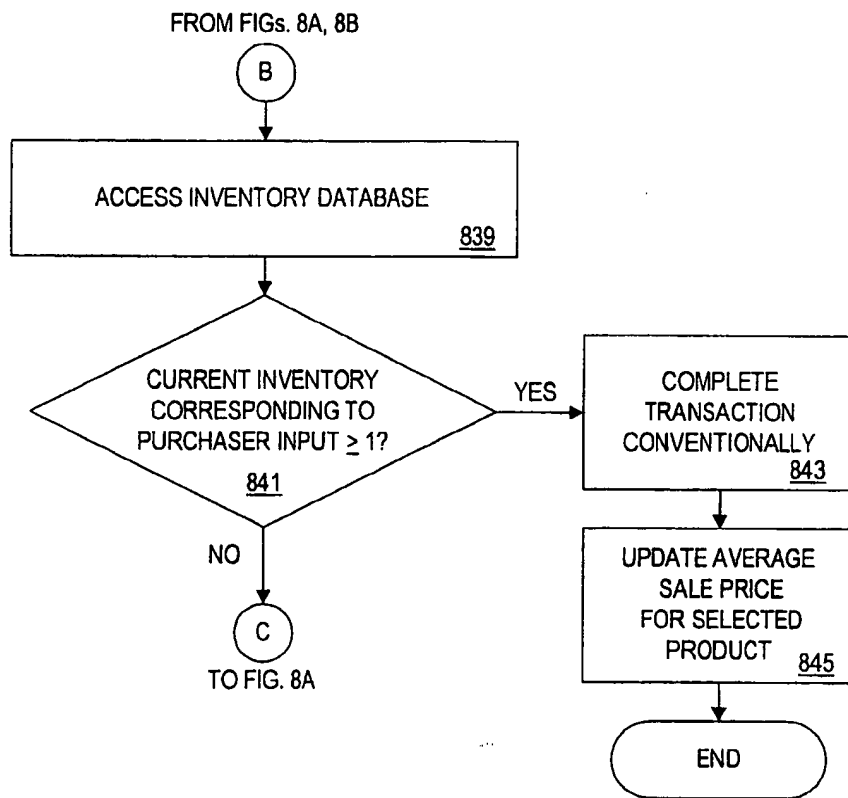 FROM FIGs. 8A, 8B
B
ACCESS INVENTORY DATABASE
839
CURRENT INVENTORY
CORRESPONDING TO
PURCHASER INPUT ≥ 1?
841
YES
COMPLETE
TRANSACTION
CONVENTIONALLY
843
NO
UPDATE AVERAGE
SALE PRICE
FOR SELECTED
PRODUCT
845
C
TO FIG. 8A
END